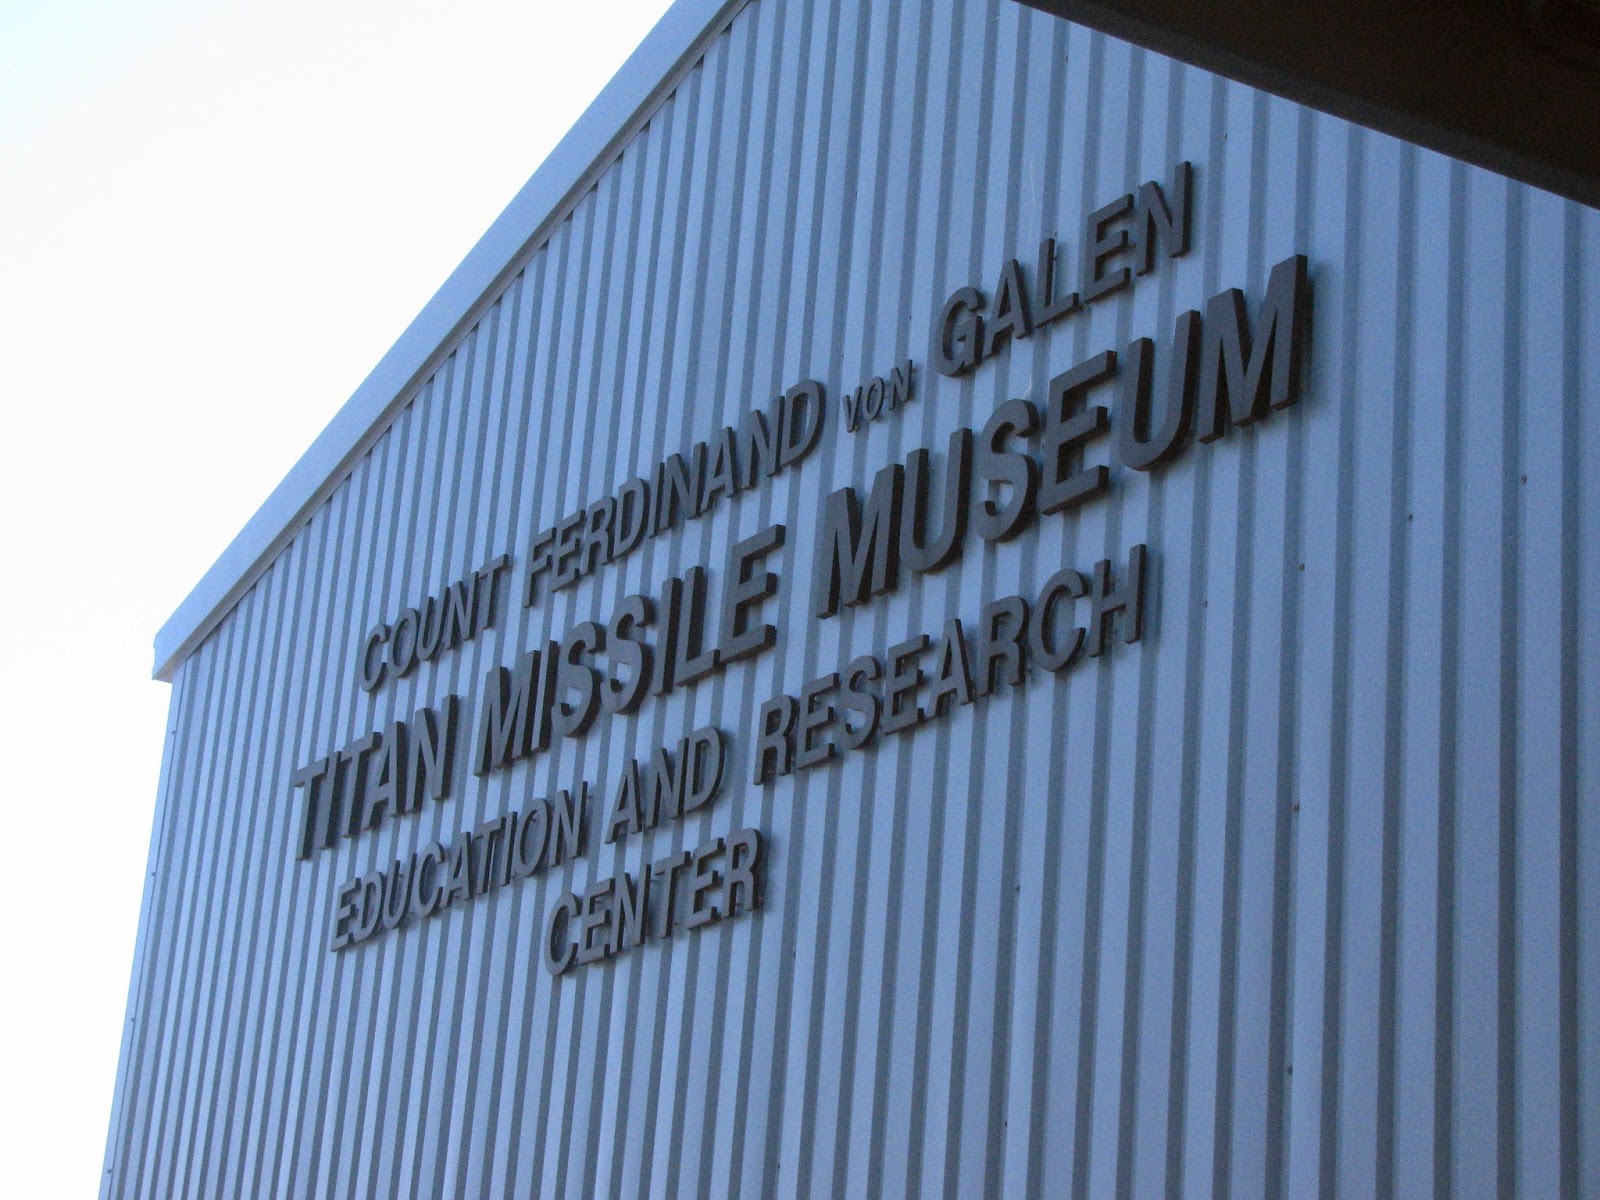 COUNT FERDINAND VON GALEN
TITAN MISSILE MUSEUM
EDUCATION AND RESEARCH
CENTER